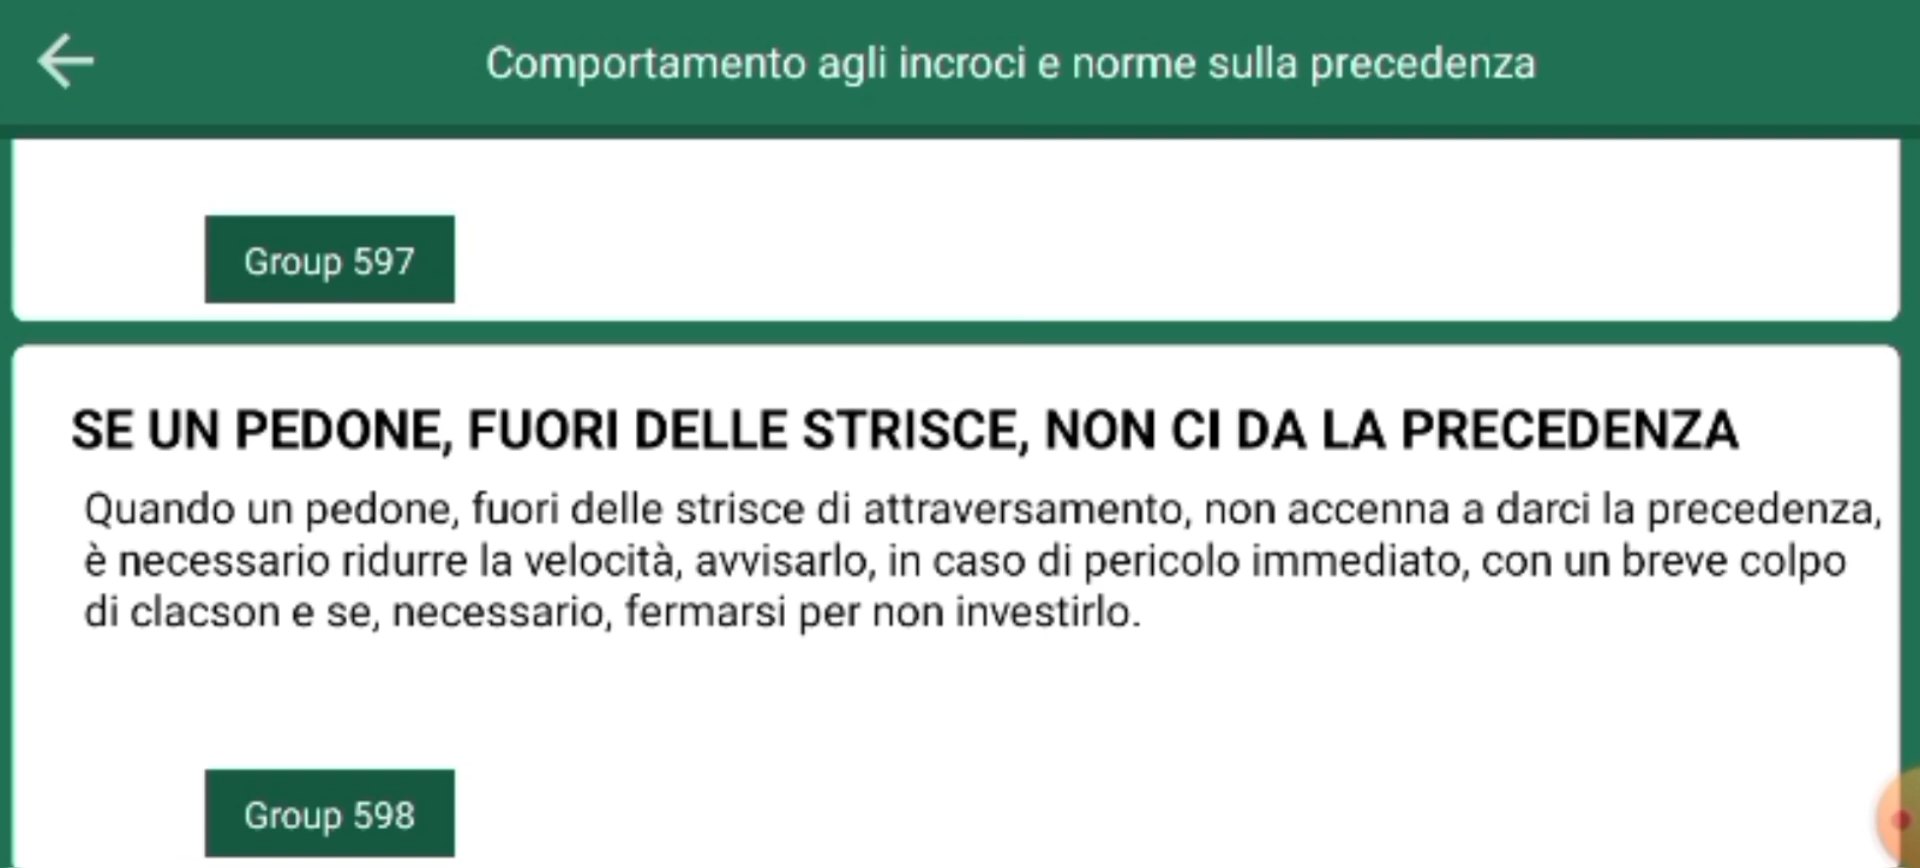 Comportamento agli incroci e norme sulla precedenza
Group 597
SE UN PEDONE, FUORI DELLE STRISCE, NON CI DA LA PRECEDENZA
Quando un pedone, fuori delle strisce di attraversamento, non accenna a darci la precedenza,
è necessario ridurre la velocità, avvisarlo, in caso di pericolo immediato, con un breve colpo
di clacson e se, necessario, fermarsi per non investirlo.
Group 598